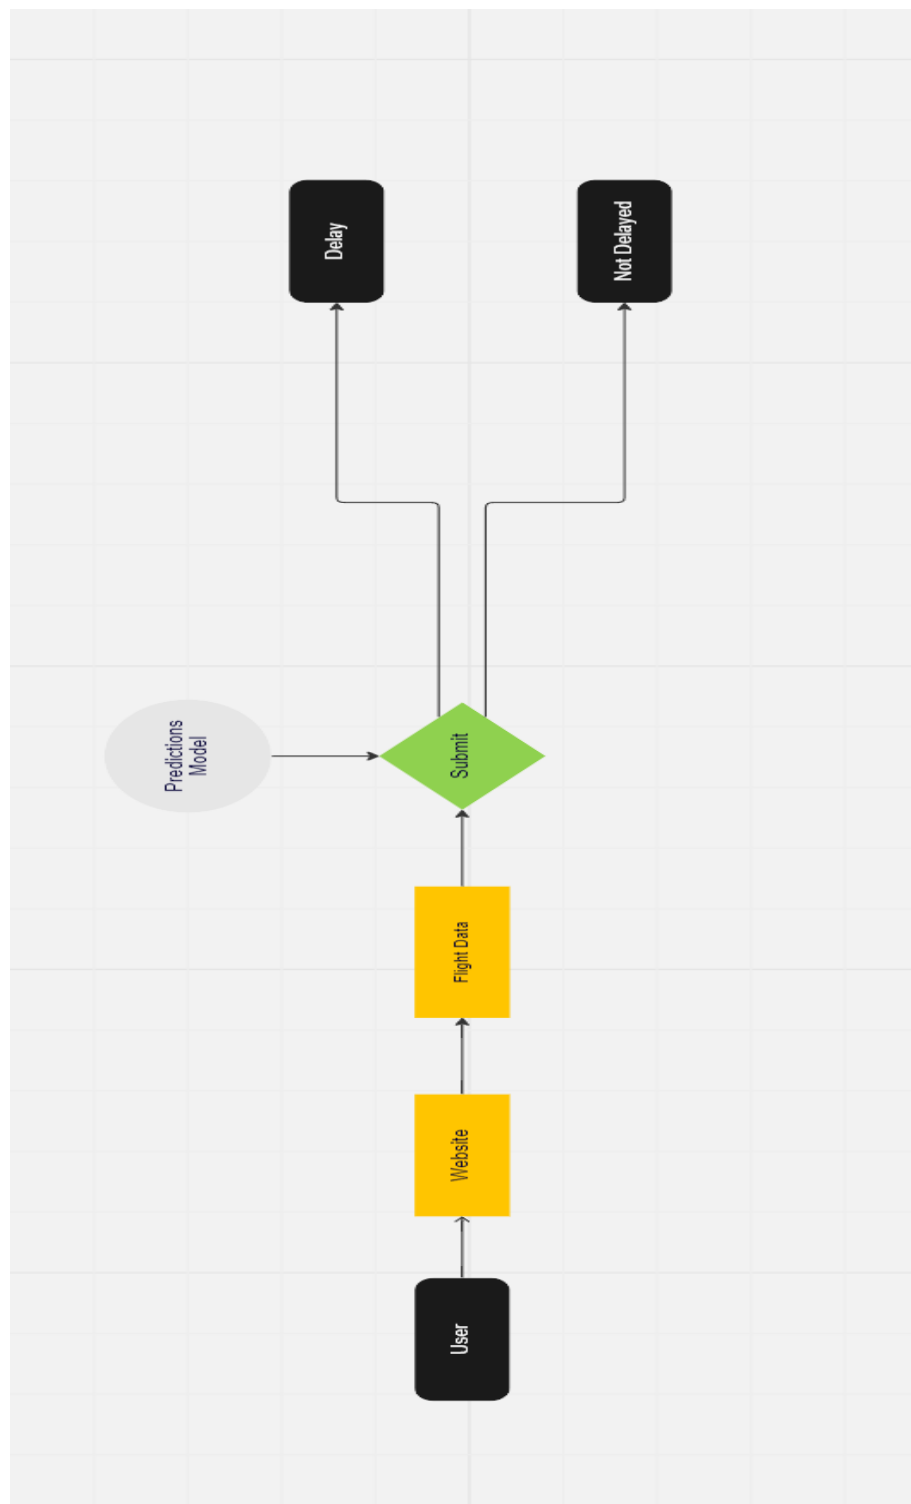 User
Website
Flight Data
Submit
Predictions
Model
Delay
Not Delayed